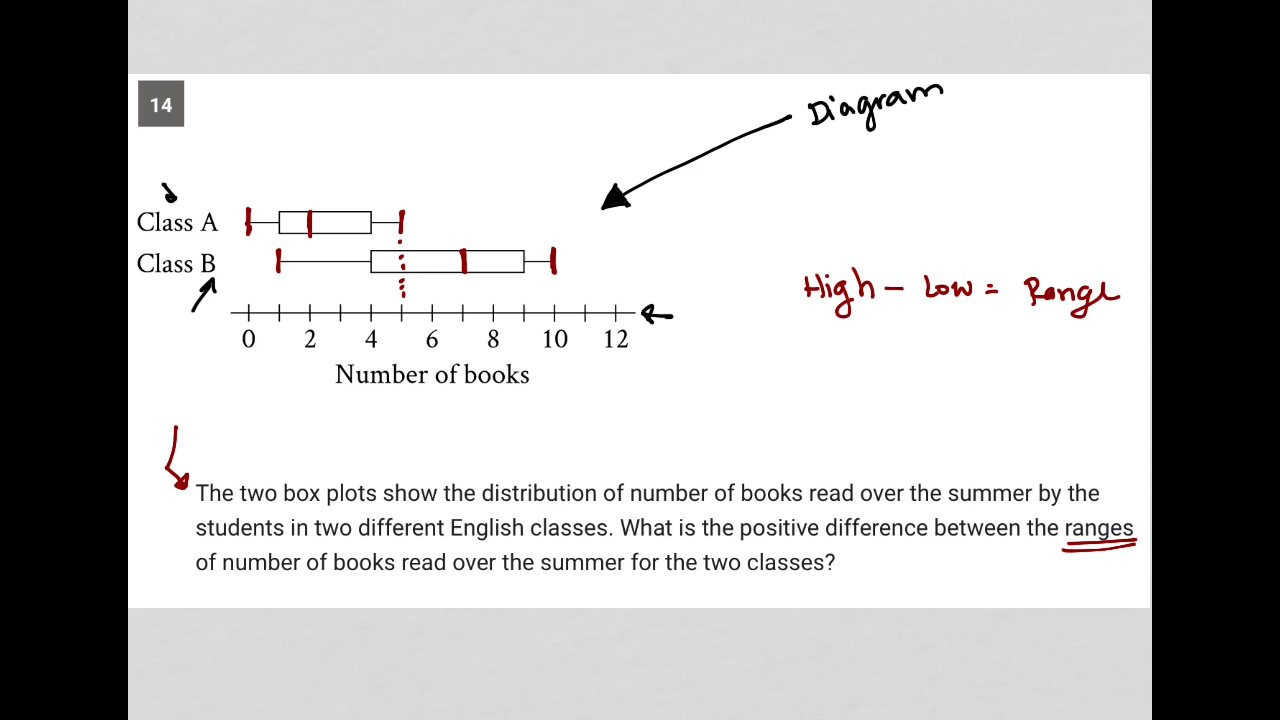 14
Diagram
Class A
Class B
High - Low = Range
0 2 4 6 8 10 12
Number of books
The two box plots show the distribution of number of books read over the summer by the
students in two different English classes. What is the positive difference between the ranges
of number of books read over the summer for the two classes?